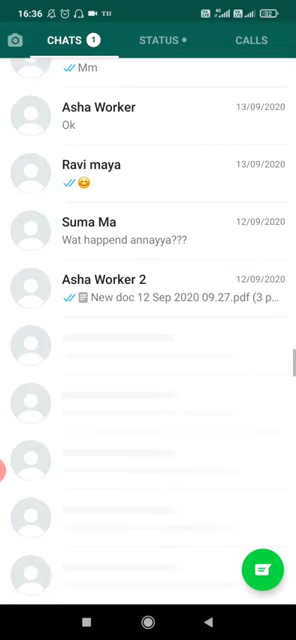 16:36
92
CHATS 1 STATUS CALLS
Mm
Asha Worker 13/09/2020
Ok
Ravi maya 13/09/2020
😊
Suma Ma 12/09/2020
Wat happend annayya???
Asha Worker 2 12/09/2020
New doc 12 Sep 2020 09.27.pdf (3 p...